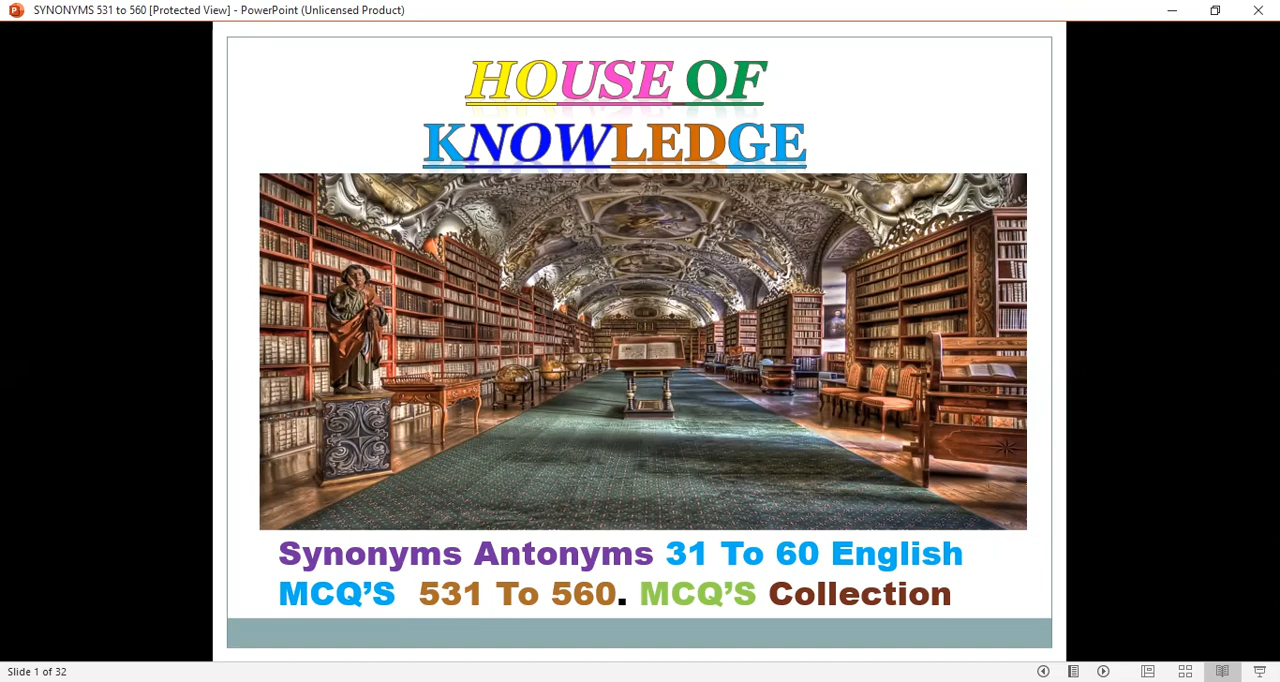 SYNONYMS 531 to 560 [Protected View] - PowerPoint (Unlicensed Product)
HOUSE OF
KNOWLEDGE
Synonyms Antonyms 31 To 60 English
MCQ’S 531 To 560. MCQ’S Collection
Slide 1 of 32